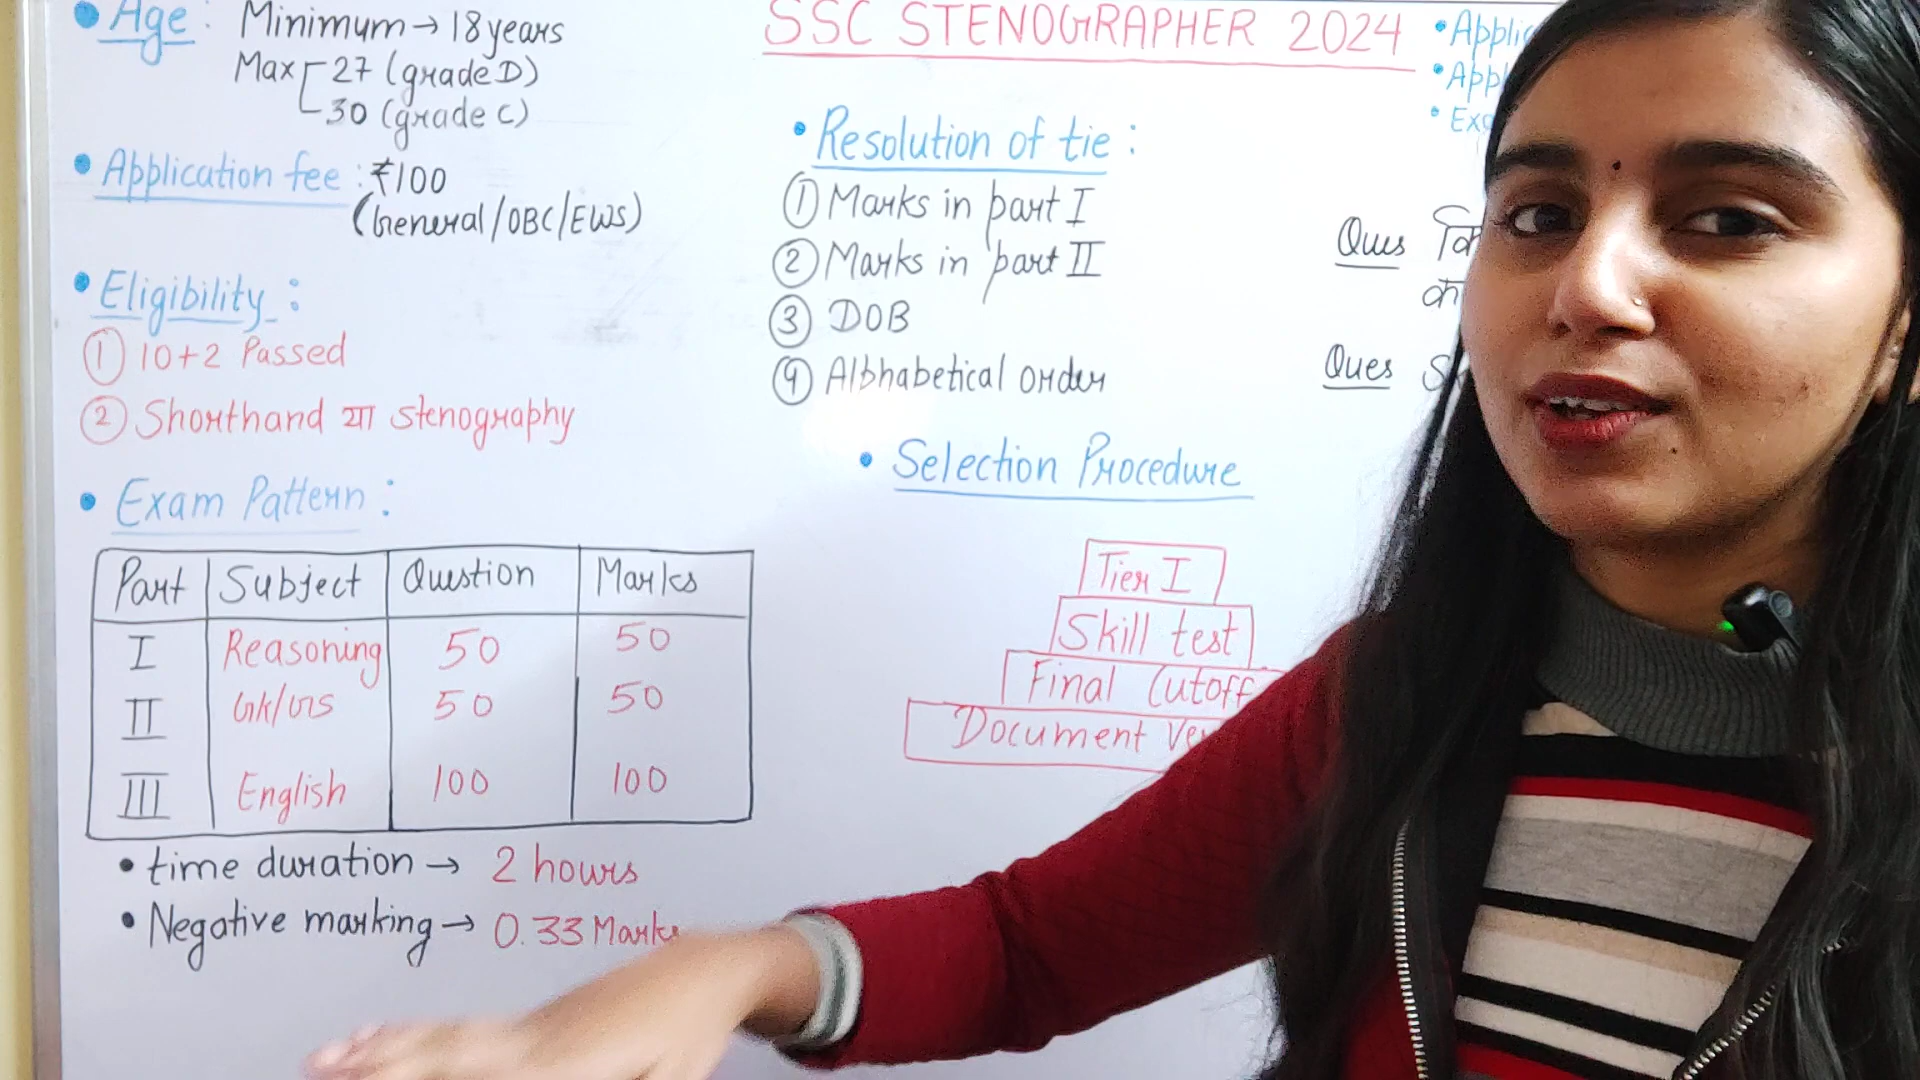 • Age : Minimum → 18 years
Max 27 (grade D)
30 (grade C)
• Application fee : ₹100
(General/OBC/EWS)
• Eligibility :
① 10+2 Passed
② Shorthand या stenography
• Exam Pattern :
Part Subject Question Marks
I Reasoning 50 50
II GK/GS 50 50
III English 100 100
• time duration → 2 hours
• Negative marking → 0.33 Marks
SSC STENOGRAPHER 2024
• Resolution of tie :
① Marks in part I
② Marks in part II
③ DOB
④ Alphabetical order
• Selection Procedure
Tier I
Skill test
Final Cutoff
Document
Ques
Ques